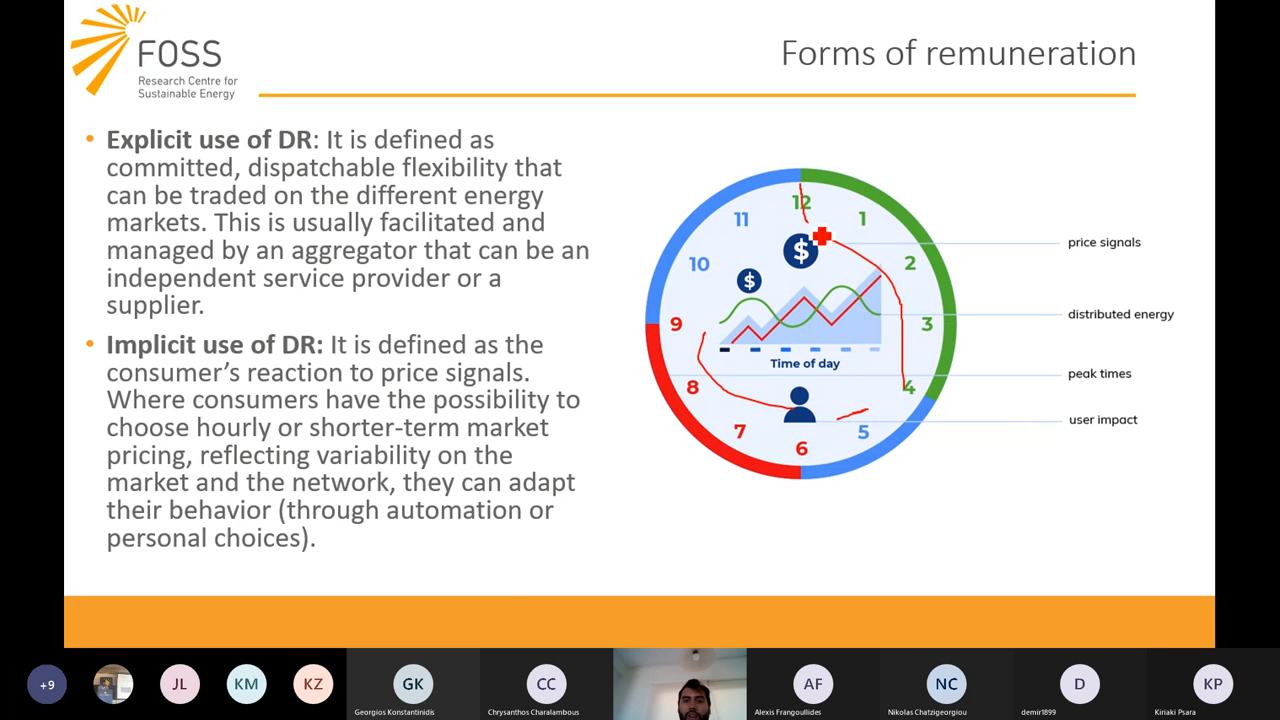 FOSS
Research Centre for
Sustainable Energy
Forms of remuneration
• Explicit use of DR: It is defined as
committed, dispatchable flexibility that
can be traded on the different energy
markets. This is usually facilitated and
managed by an aggregator that can be an
independent service provider or a
supplier.
• Implicit use of DR: It is defined as the
consumer’s reaction to price signals.
Where consumers have the possibility to
choose hourly or shorter-term market
pricing, reflecting variability on the
market and the network, they can adapt
their behavior (through automation or
personal choices).
12
1
2
3
4
5
6
7
8
9
10
11
$
$
Time of day
price signals
distributed energy
peak times
user impact
+9
JL
KM
KZ
GK
Georgios Konstantinidis
CC
Chrysanthos Charalambous
AF
Alexis Frangoullides
NC
Nikolas Chatzigeorgiou
D
demir1899
KP
Kiriaki Psara